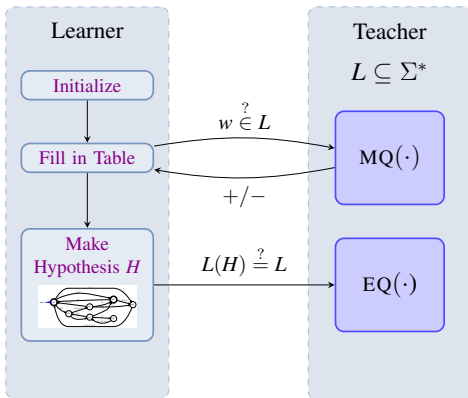 Learner
Teacher
L ⊆ Σ*
Initialize
w ∈? L
Fill in Table
MQ(·)
+/−
Make
Hypothesis H
L(H) =? L
EQ(·)